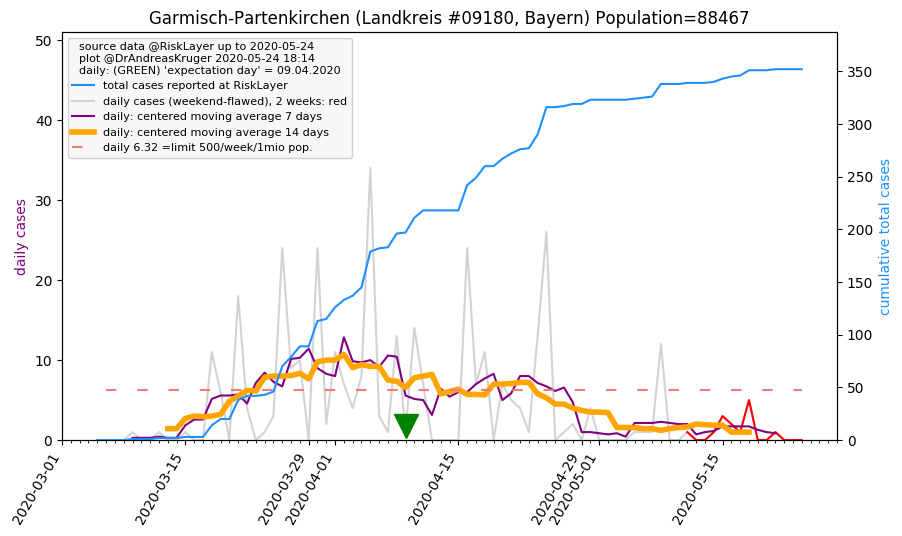 Garmisch-Partenkirchen (Landkreis #09180, Bayern) Population=88467
source data @RiskLayer up to 2020-05-24
plot @DrAndreasKruger 2020-05-24 18:14
daily: (GREEN) 'expectation day' = 09.04.2020
total cases reported at RiskLayer
daily cases (weekend-flawed), 2 weeks: red
daily: centered moving average 7 days
daily: centered moving average 14 days
daily 6.32 =limit 500/week/1mio pop.
daily cases
50
40
30
20
10
0
cumulative total cases
350
300
250
200
150
100
50
0
2020-03-01
2020-03-15
2020-03-29
2020-04-01
2020-04-15
2020-04-29
2020-05-01
2020-05-15